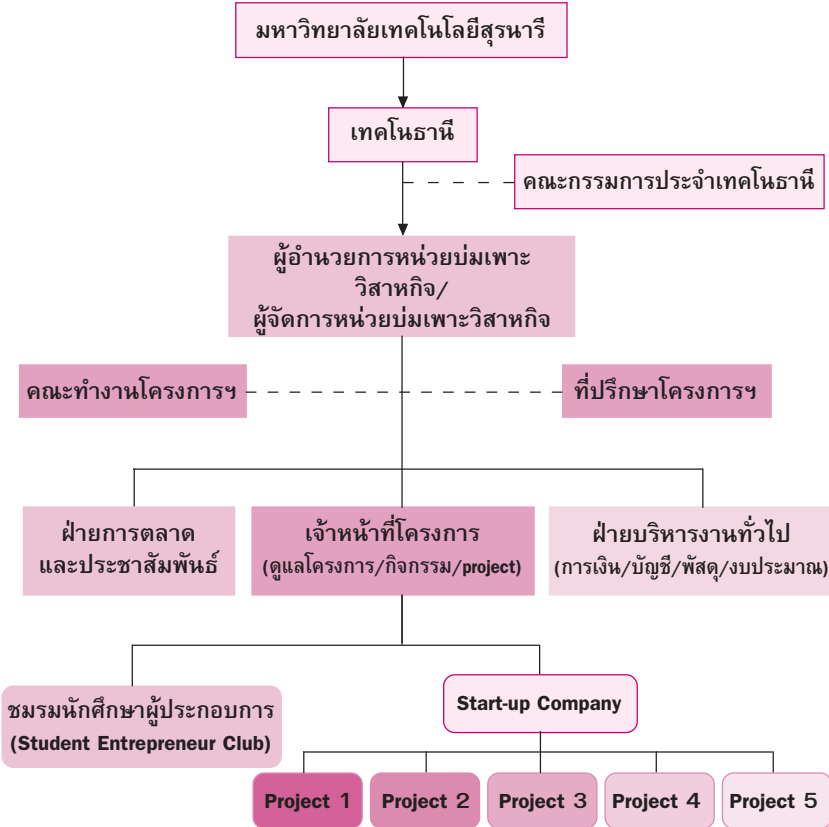 มหาวิทยาลัยเทคโนโลยีสุรนารี
เทคโนธานี
คณะกรรมการประจำเทคโนธานี
ผู้อำนวยการหน่วยบ่มเพาะ
วิสาหกิจ/
ผู้จัดการหน่วยบ่มเพาะวิสาหกิจ
คณะทำงานโครงการฯ
ที่ปรึกษาโครงการฯ
ฝ่ายการตลาด
และประชาสัมพันธ์
เจ้าหน้าที่โครงการ
(ดูแลโครงการ/กิจกรรม/project)
ฝ่ายบริหารงานทั่วไป
(การเงิน/บัญชี/พัสดุ/งบประมาณ)
ชมรมนักศึกษาผู้ประกอบการ
(Student Entrepreneur Club)
Start-up Company
Project 1
Project 2
Project 3
Project 4
Project 5